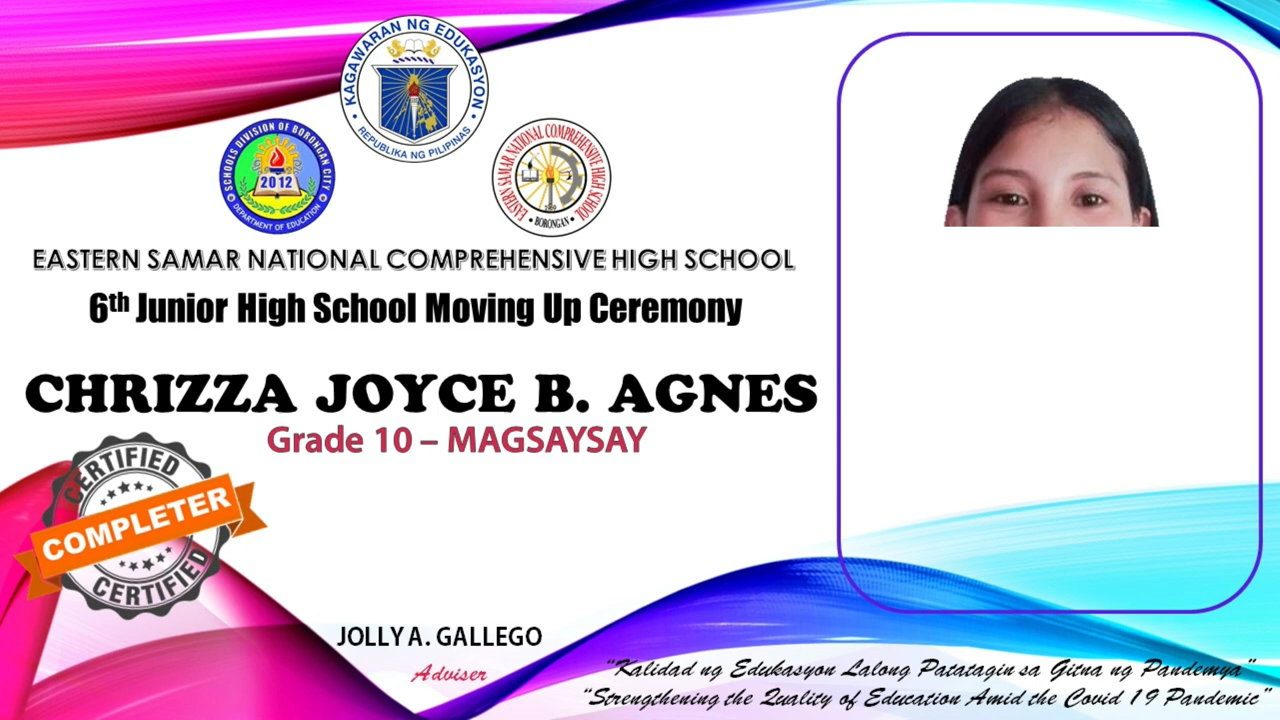 KAGAWARAN NG EDUKASYON
REPUBLIKA NG PILIPINAS
SCHOOLS DIVISION OF BORONGAN CITY
2012
DEPARTMENT OF EDUCATION
EASTERN SAMAR NATIONAL COMPREHENSIVE HIGH SCHOOL
• BORONGAN •
EASTERN SAMAR NATIONAL COMPREHENSIVE HIGH SCHOOL
6th Junior High School Moving Up Ceremony
CHRIZZA JOYCE B. AGNES
Grade 10 – MAGSAYSAY
CERTIFIED
COMPLETER
CERTIFIED
JOLLY A. GALLEGO
Adviser
“Kalidad ng Edukasyon Lalong Patatagin sa Gitna ng Pandemya”
“Strengthening the Quality of Education Amid the Covid 19 Pandemic”